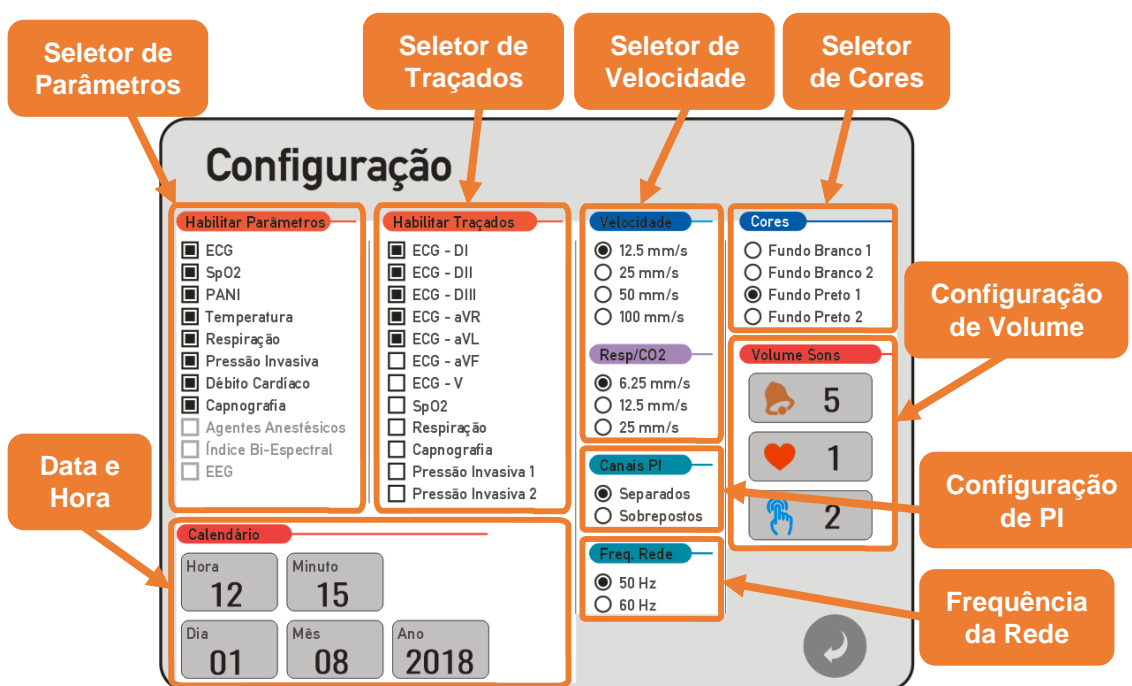 Seletor de
Parâmetros
Seletor de
Traçados
Seletor de
Velocidade
Seletor
de Cores
Configuração
Habilitar Parâmetros
ECG
SpO2
PANI
Temperatura
Respiração
Pressão Invasiva
Débito Cardíaco
Capnografia
Agentes Anestésicos
Índice Bi-Espectral
EEG
Habilitar Traçados
ECG - DI
ECG - DII
ECG - DIII
ECG - aVR
ECG - aVL
ECG - aVF
ECG - V
SpO2
Respiração
Capnografia
Pressão Invasiva 1
Pressão Invasiva 2
Velocidade
12.5 mm/s
25 mm/s
50 mm/s
100 mm/s
Resp/CO2
6.25 mm/s
12.5 mm/s
25 mm/s
Canais PI
Separados
Sobrepostos
Freq. Rede
50 Hz
60 Hz
Cores
Fundo Branco 1
Fundo Branco 2
Fundo Preto 1
Fundo Preto 2
Volume Sons
5
1
2
Calendário
Hora
12
Minuto
15
Dia
01
Mês
08
Ano
2018
Data e
Hora
Configuração
de Volume
Configuração
de PI
Frequência
da Rede